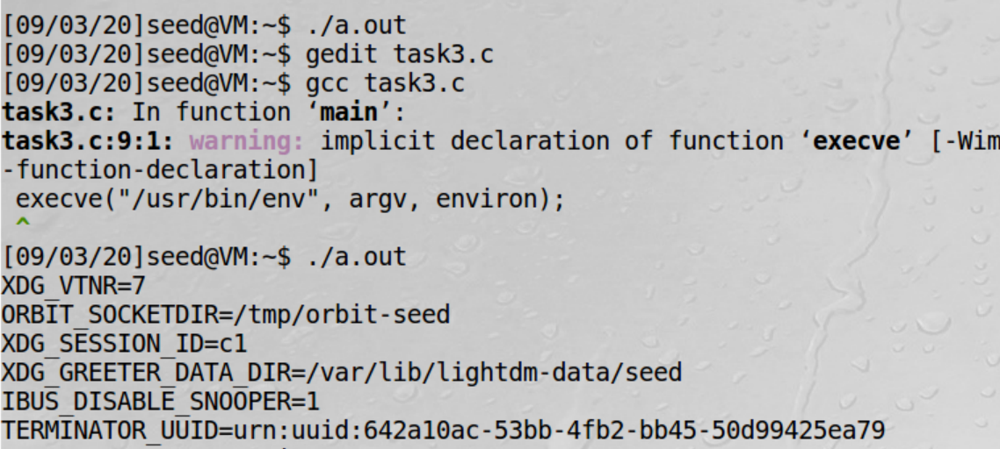 [09/03/20]seed@VM:~$ ./a.out
[09/03/20]seed@VM:~$ gedit task3.c
[09/03/20]seed@VM:~$ gcc task3.c
task3.c: In function ‘main’:
task3.c:9:1: warning: implicit declaration of function ‘execve’ [-Wim
-function-declaration]
 execve("/usr/bin/env", argv, environ);
 ^
[09/03/20]seed@VM:~$ ./a.out
XDG_VTNR=7
ORBIT_SOCKETDIR=/tmp/orbit-seed
XDG_SESSION_ID=c1
XDG_GREETER_DATA_DIR=/var/lib/lightdm-data/seed
IBUS_DISABLE_SNOOPER=1
TERMINATOR_UUID=urn:uuid:642a10ac-53bb-4fb2-bb45-50d99425ea79